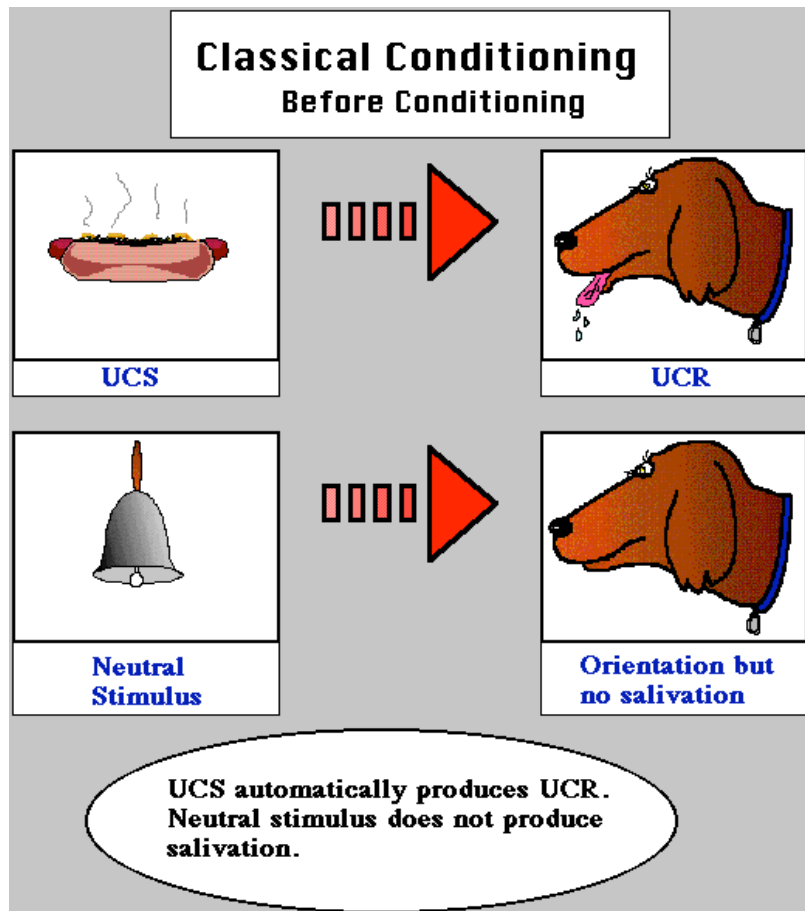 Classical Conditioning
Before Conditioning
UCS
UCR
Neutral
Stimulus
Orientation but
no salivation
UCS automatically produces UCR.
Neutral stimulus does not produce
salivation.